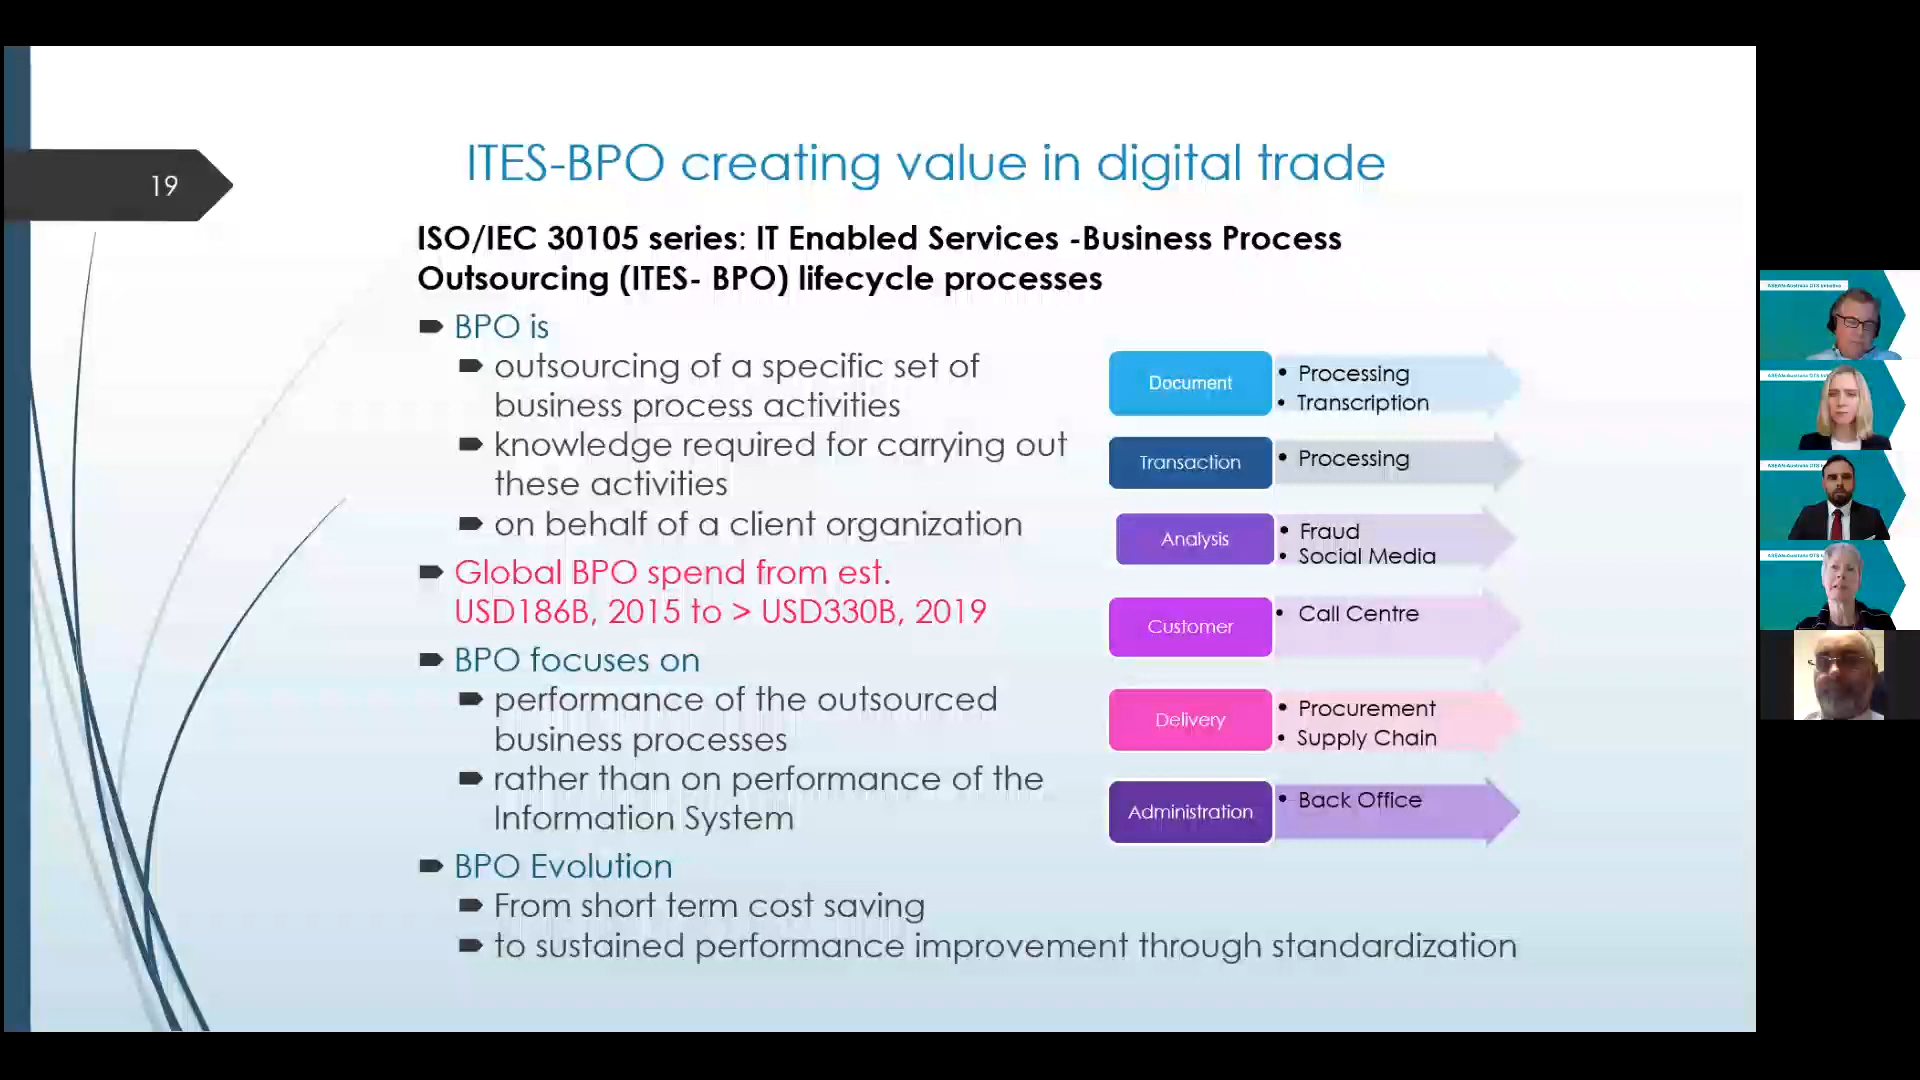 19
ITES-BPO creating value in digital trade
ISO/IEC 30105 series: IT Enabled Services -Business Process
Outsourcing (ITES- BPO) lifecycle processes
BPO is
outsourcing of a specific set of
business process activities
knowledge required for carrying out
these activities
on behalf of a client organization
Global BPO spend from est.
USD186B, 2015 to > USD330B, 2019
BPO focuses on
performance of the outsourced
business processes
rather than on performance of the
Information System
BPO Evolution
From short term cost saving
to sustained performance improvement through standardization
Document
• Processing
• Transcription
Transaction
• Processing
Analysis
• Fraud
• Social Media
Customer
• Call Centre
Delivery
• Procurement
• Supply Chain
Administration
• Back Office
ASEAN-Australia DTS Initiative